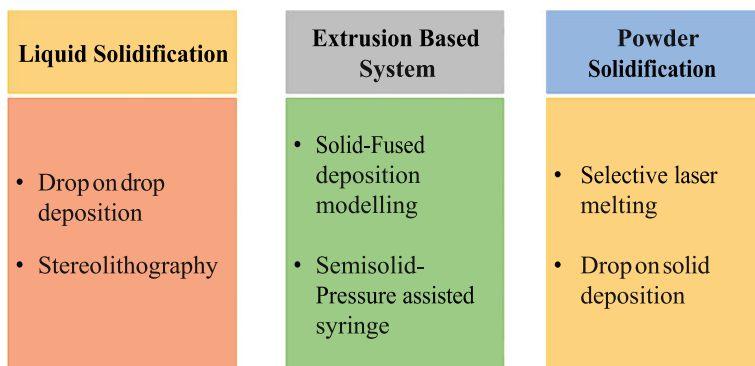 Liquid Solidification
• Drop on drop
deposition
• Stereolithography
Extrusion Based
System
• Solid-Fused
deposition
modelling
• Semisolid-
Pressure assisted
syringe
Powder
Solidification
• Selective laser
melting
• Drop on solid
deposition